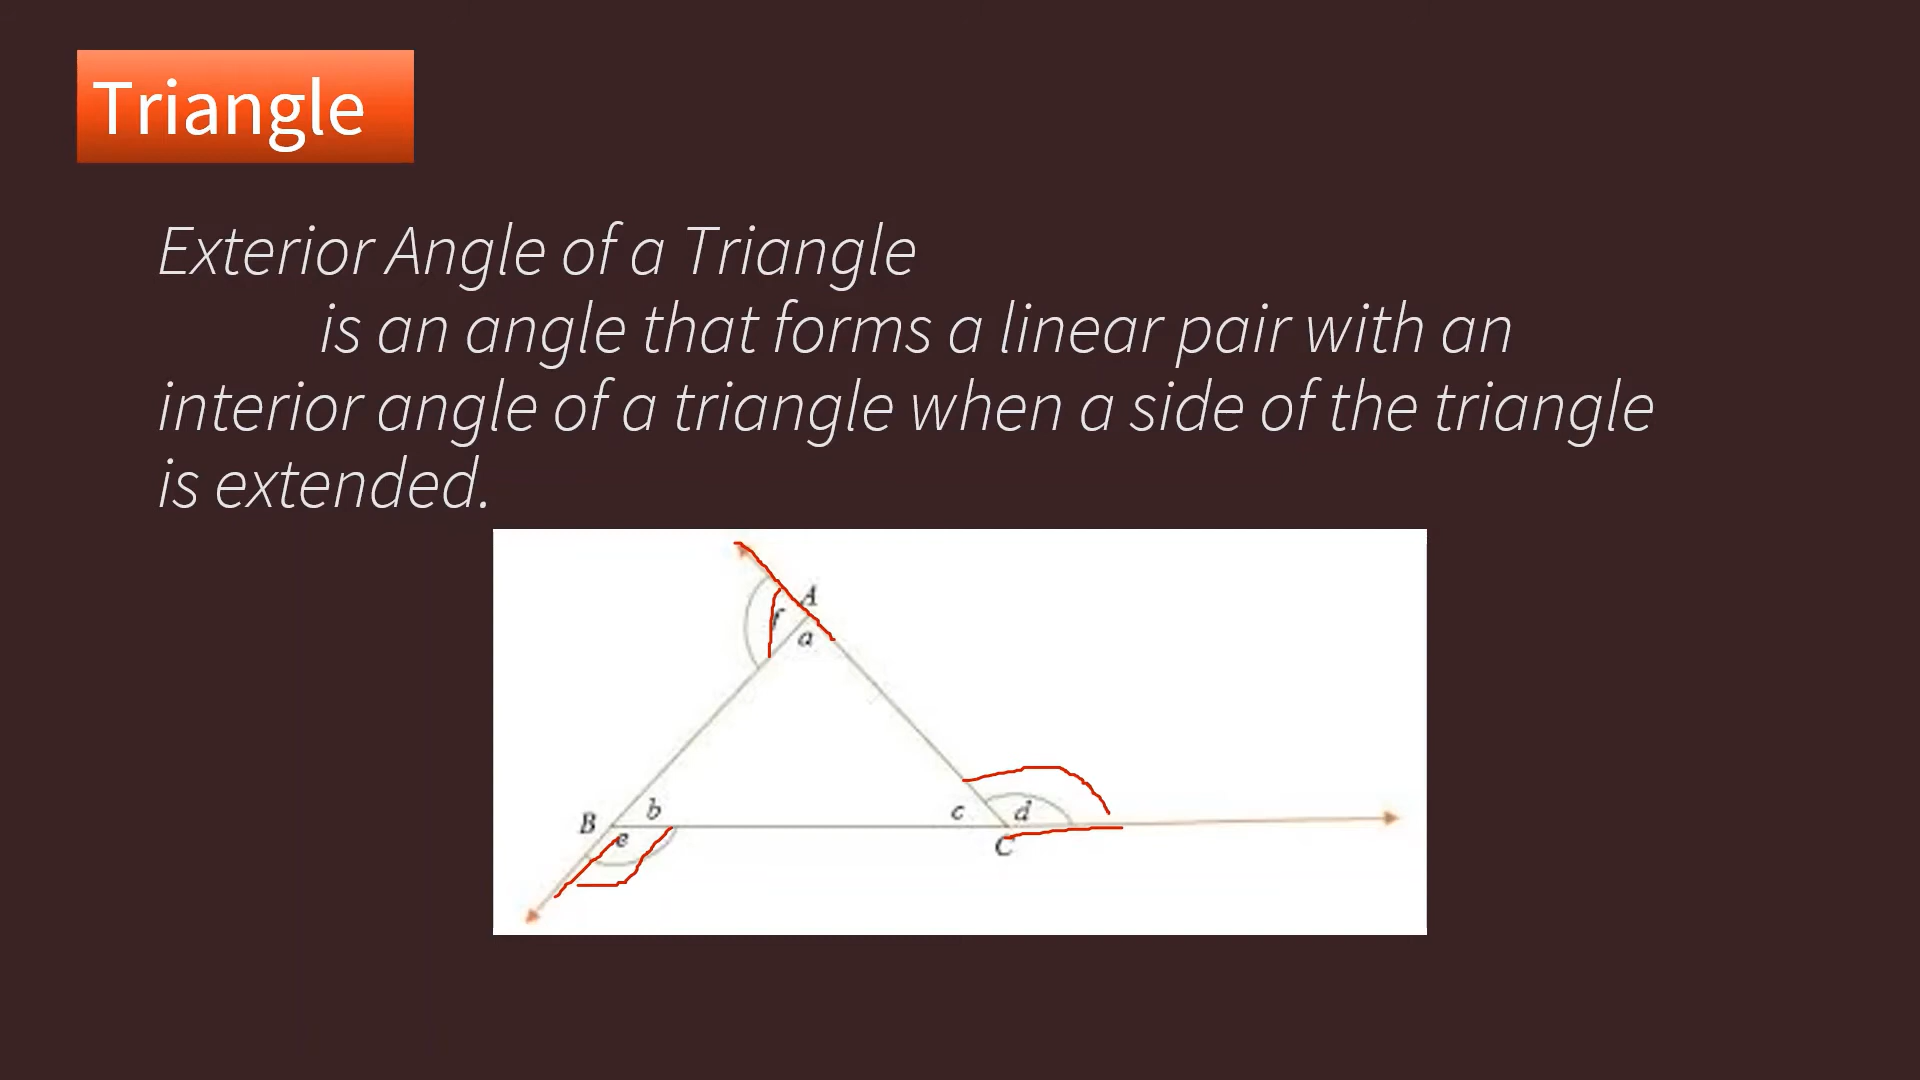 Triangle
Exterior Angle of a Triangle
is an angle that forms a linear pair with an
interior angle of a triangle when a side of the triangle
is extended.
A
f
a
B
b
c
d
e
C